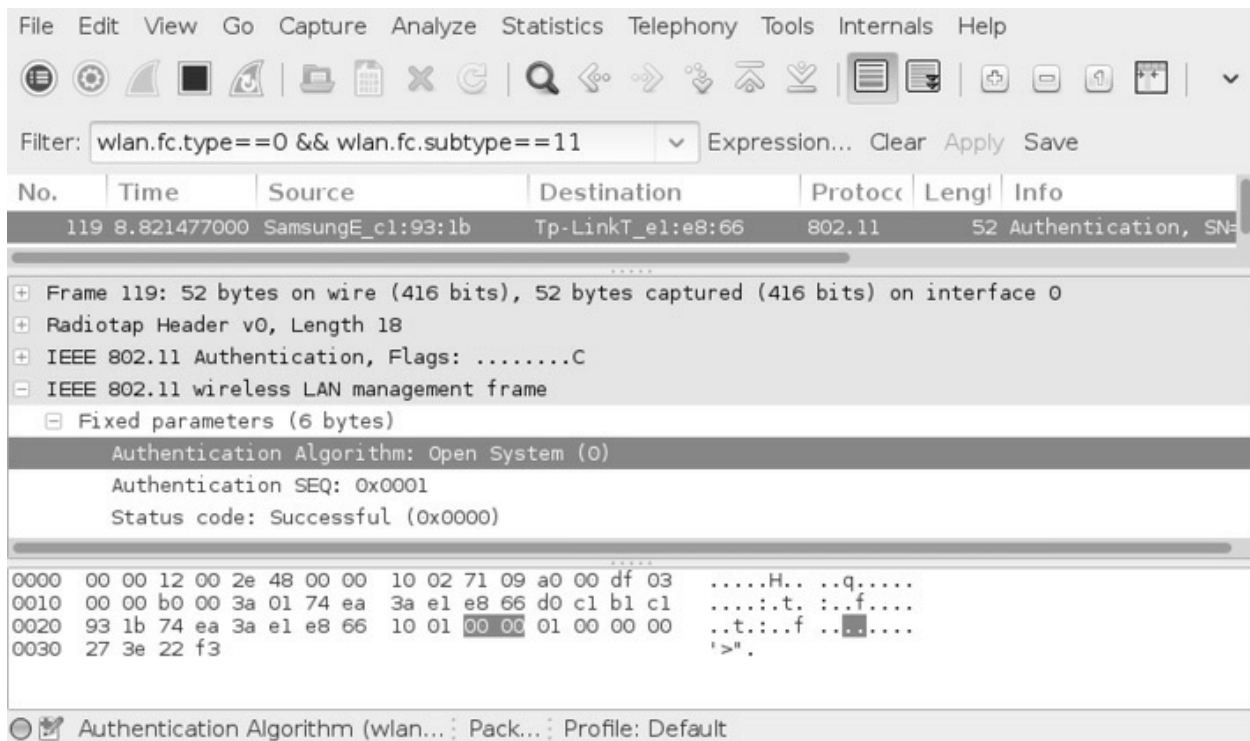 File Edit View Go Capture Analyze Statistics Telephony Tools Internals Help
Filter: wlan.fc.type==0 && wlan.fc.subtype==11 Expression... Clear Apply Save
No. Time Source Destination Protocc Lengt Info
119 8.821477000 SamsungE_c1:93:1b Tp-LinkT_e1:e8:66 802.11 52 Authentication, SN=
Frame 119: 52 bytes on wire (416 bits), 52 bytes captured (416 bits) on interface 0
Radiotap Header v0, Length 18
IEEE 802.11 Authentication, Flags: ........C
IEEE 802.11 wireless LAN management frame
Fixed parameters (6 bytes)
Authentication Algorithm: Open System (0)
Authentication SEQ: 0x0001
Status code: Successful (0x0000)
0000 00 00 12 00 2e 48 00 00 10 02 71 09 a0 00 df 03 .....H.. ..q.....
0010 00 00 b0 00 3a 01 74 ea 3a e1 e8 66 d0 c1 b1 c1 ....:.t. :..f....
0020 93 1b 74 ea 3a e1 e8 66 10 01 00 00 01 00 00 00 ..t.:..f ........
0030 27 3e 22 f3 '>".
Authentication Algorithm (wlan... Pack... Profile: Default